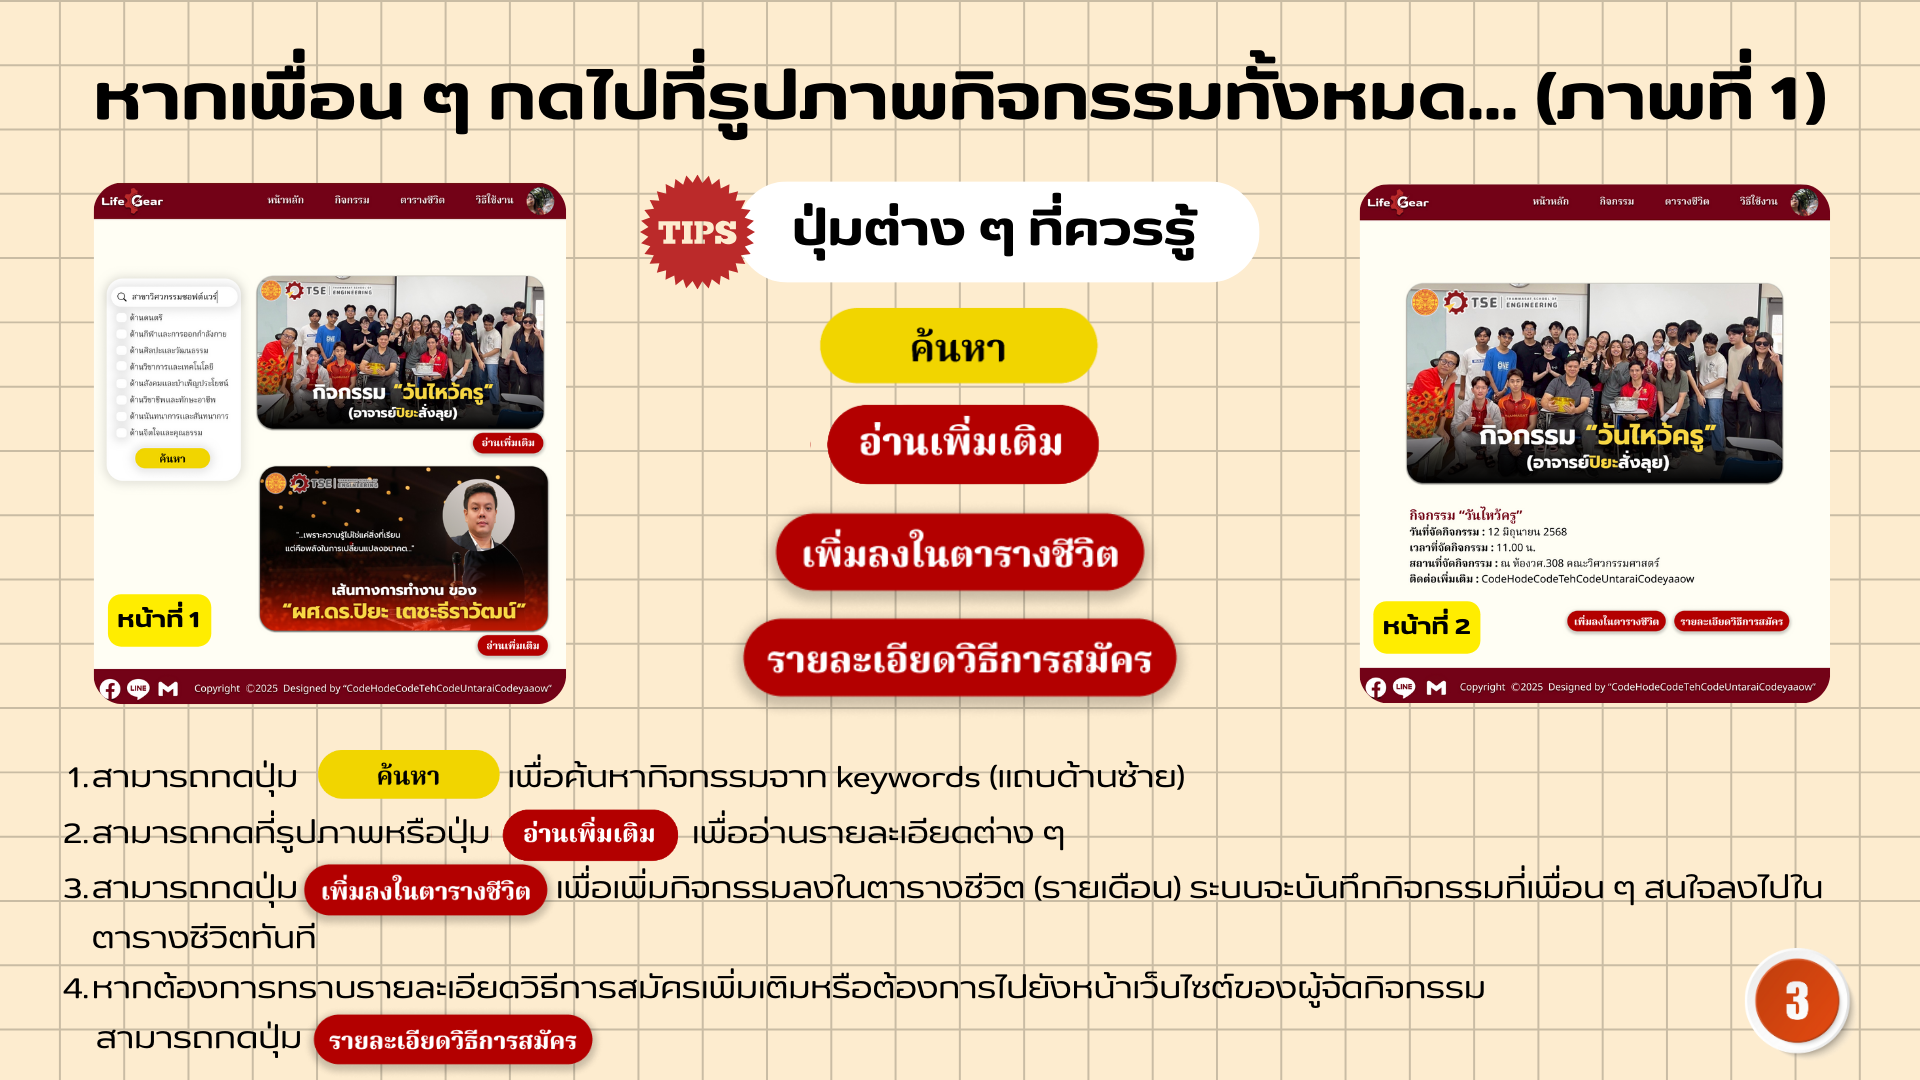 หากเพื่อน ๆ กดไปที่รูปภาพกิจกรรมทั้งหมด... (ภาพที่ 1)
Life Gear
หน้าหลัก กิจกรรม ตารางชีวิต วิธีใช้งาน
สาขาวิศวกรรมซอฟต์แวร์
ด้านดนตรี
ด้านกีฬาและการออกกำลังกาย
ด้านศิลปะและวัฒนธรรม
ด้านวิชาการและเทคโนโลยี
ด้านสังคมและบำเพ็ญประโยชน์
ด้านวิชาชีพและทักษะอาชีพ
ด้านนันทนาการและสันทนาการ
ด้านจิตใจและคุณธรรม
ค้นหา
TSE ENGINEERING
กิจกรรม “วันไหว้ครู”
(อาจารย์ปิยะสั่งลุย)
อ่านเพิ่มเติม
TSE ENGINEERING
“...เพราะความรู้ไม่ใช่แค่สิ่งที่เรียน
แต่คือพลังในการเปลี่ยนแปลงอนาคต...”
เส้นทางการทำงาน ของ
“ผศ.ดร.ปิยะ เตชะธีราวัฒน์”
อ่านเพิ่มเติม
หน้าที่ 1
Copyright ©2025 Designed by “CodeHodeCodeTehCodeUntaraiCodeyaaow”
TIPS
ปุ่มต่าง ๆ ที่ควรรู้
ค้นหา
อ่านเพิ่มเติม
เพิ่มลงในตารางชีวิต
รายละเอียดวิธีการสมัคร
Life Gear
หน้าหลัก กิจกรรม ตารางชีวิต วิธีใช้งาน
TSE THAMMASAT SCHOOL OF ENGINEERING
กิจกรรม “วันไหว้ครู”
(อาจารย์ปิยะสั่งลุย)
กิจกรรม “วันไหว้ครู”
วันที่จัดกิจกรรม : 12 มิถุนายน 2568
เวลาที่จัดกิจกรรม : 11.00 น.
สถานที่จัดกิจกรรม : ณ ห้องวศ.308 คณะวิศวกรรมศาสตร์
ติดต่อเพิ่มเติม : CodeHodeCodeTehCodeUntaraiCodeyaaow
หน้าที่ 2
เพิ่มลงในตารางชีวิต รายละเอียดวิธีการสมัคร
LINE Copyright ©2025 Designed by “CodeHodeCodeTehCodeUntaraiCodeyaaow”
1. สามารถกดปุ่ม ค้นหา เพื่อค้นหากิจกรรมจาก keywords (แถบด้านซ้าย)
2. สามารถกดที่รูปภาพหรือปุ่ม อ่านเพิ่มเติม เพื่ออ่านรายละเอียดต่าง ๆ
3. สามารถกดปุ่ม เพิ่มลงในตารางชีวิต เพื่อเพิ่มกิจกรรมลงในตารางชีวิต (รายเดือน) ระบบจะบันทึกกิจกรรมที่เพื่อน ๆ สนใจลงไปใน
ตารางชีวิตทันที
4. หากต้องการทราบรายละเอียดวิธีการสมัครเพิ่มเติมหรือต้องการไปยังหน้าเว็บไซต์ของผู้จัดกิจกรรม
สามารถกดปุ่ม รายละเอียดวิธีการสมัคร
3